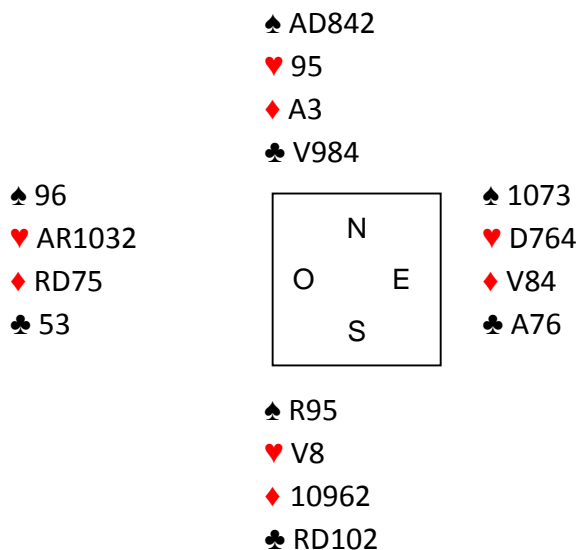 ♠ AD842
♥ 95
♦ A3
♣ V984
♠ 96
♥ AR1032
♦ RD75
♣ 53
N
O E
S
♠ 1073
♥ D764
♦ V84
♣ A76
♠ R95
♥ V8
♦ 10962
♣ RD102